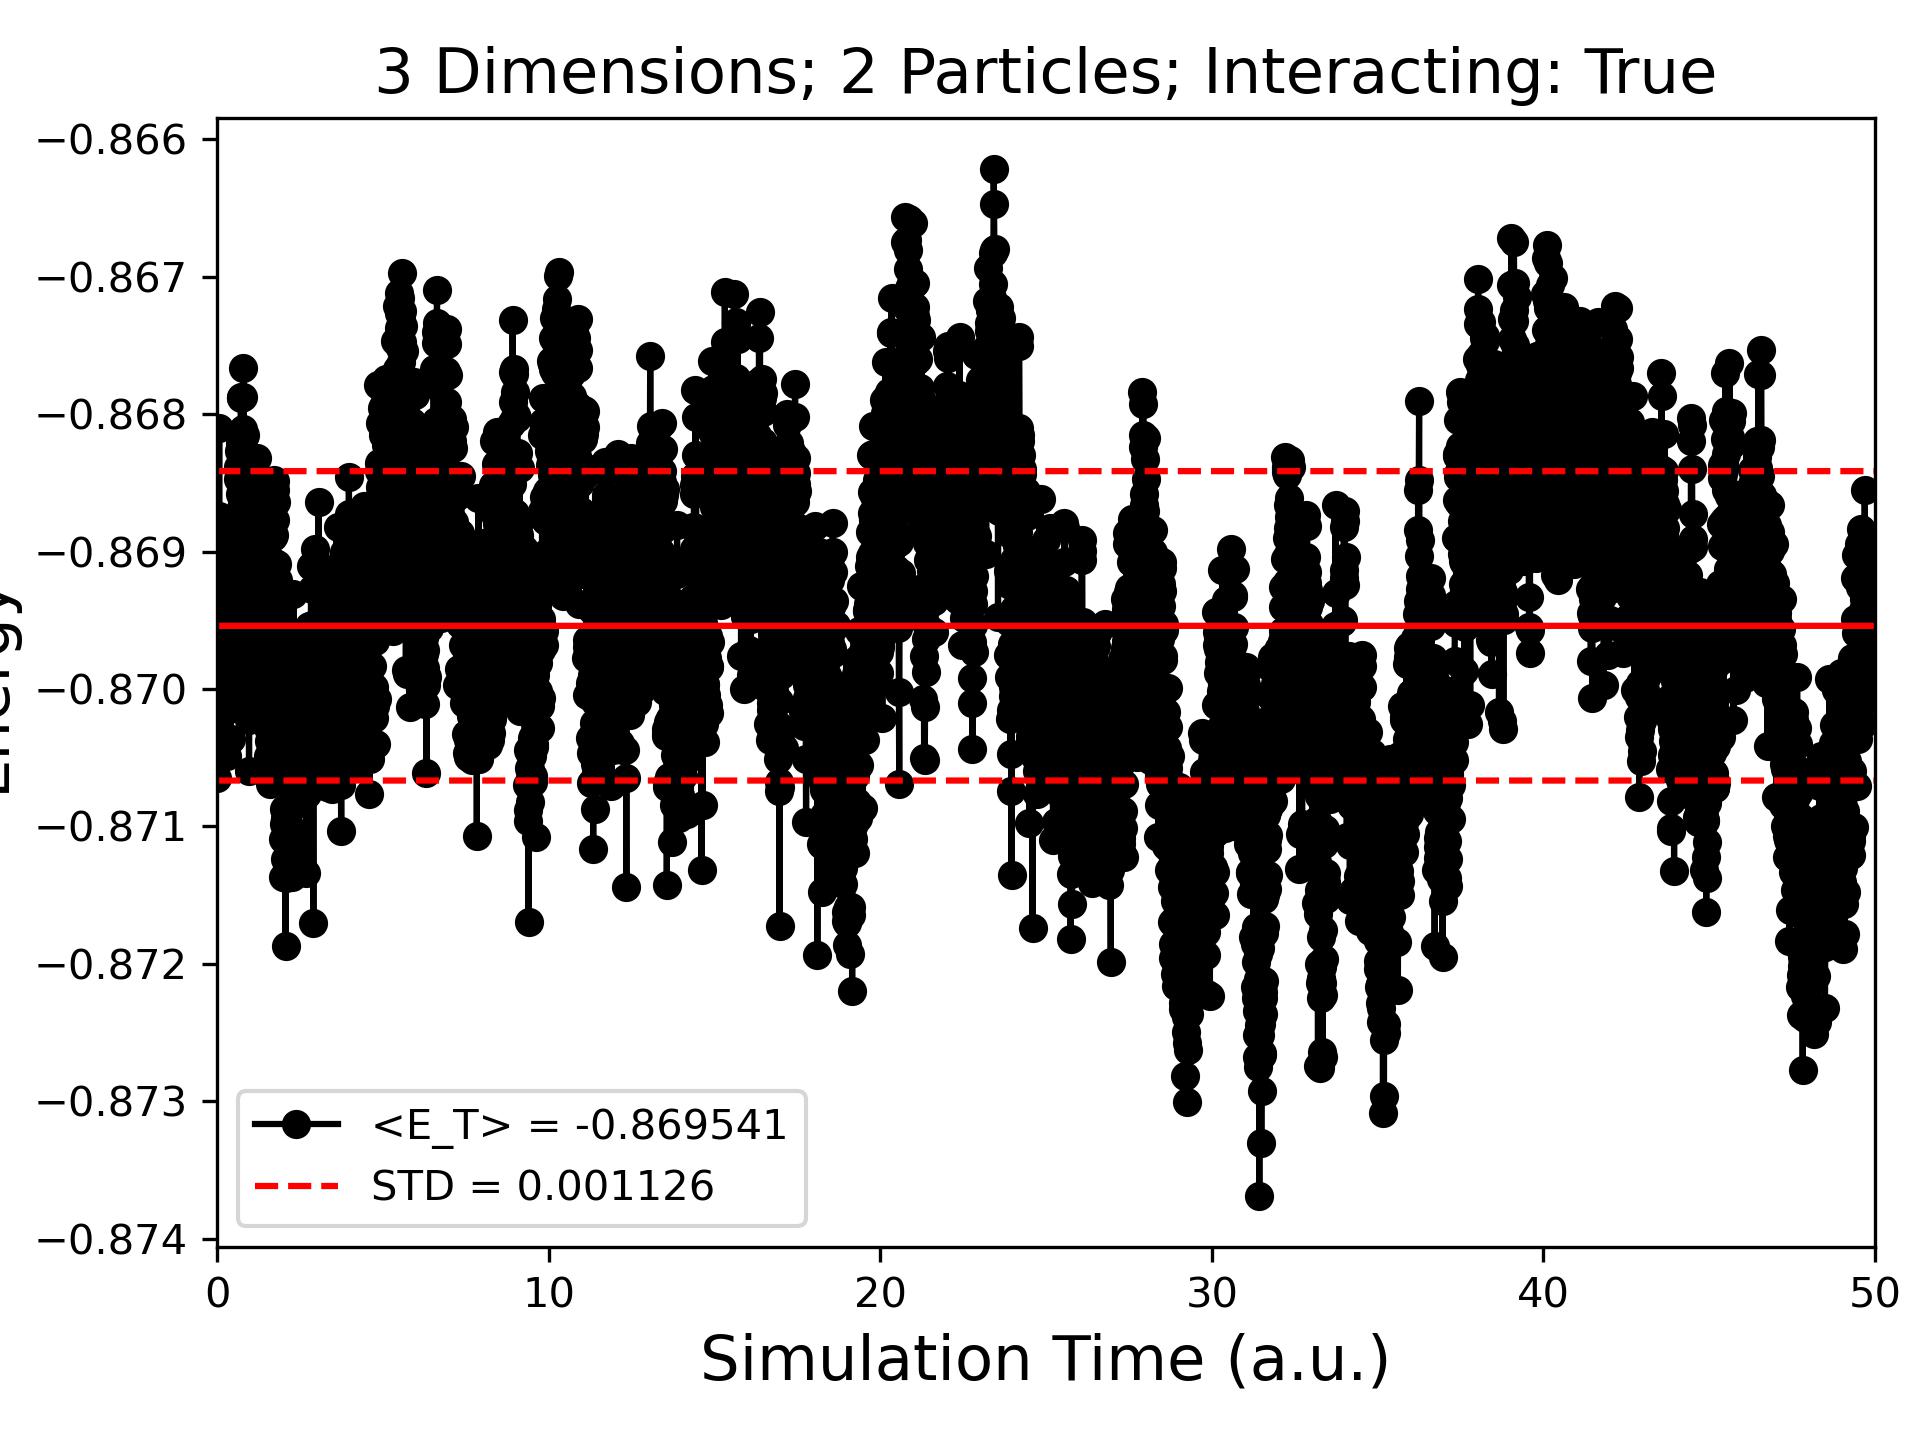 3 Dimensions; 2 Particles; Interacting: True
−0.866
−0.867
−0.868
−0.869
−0.870
−0.871
−0.872
−0.873
−0.874
Energy
<E_T> = -0.869541
STD = 0.001126
0 10 20 30 40 50
Simulation Time (a.u.)